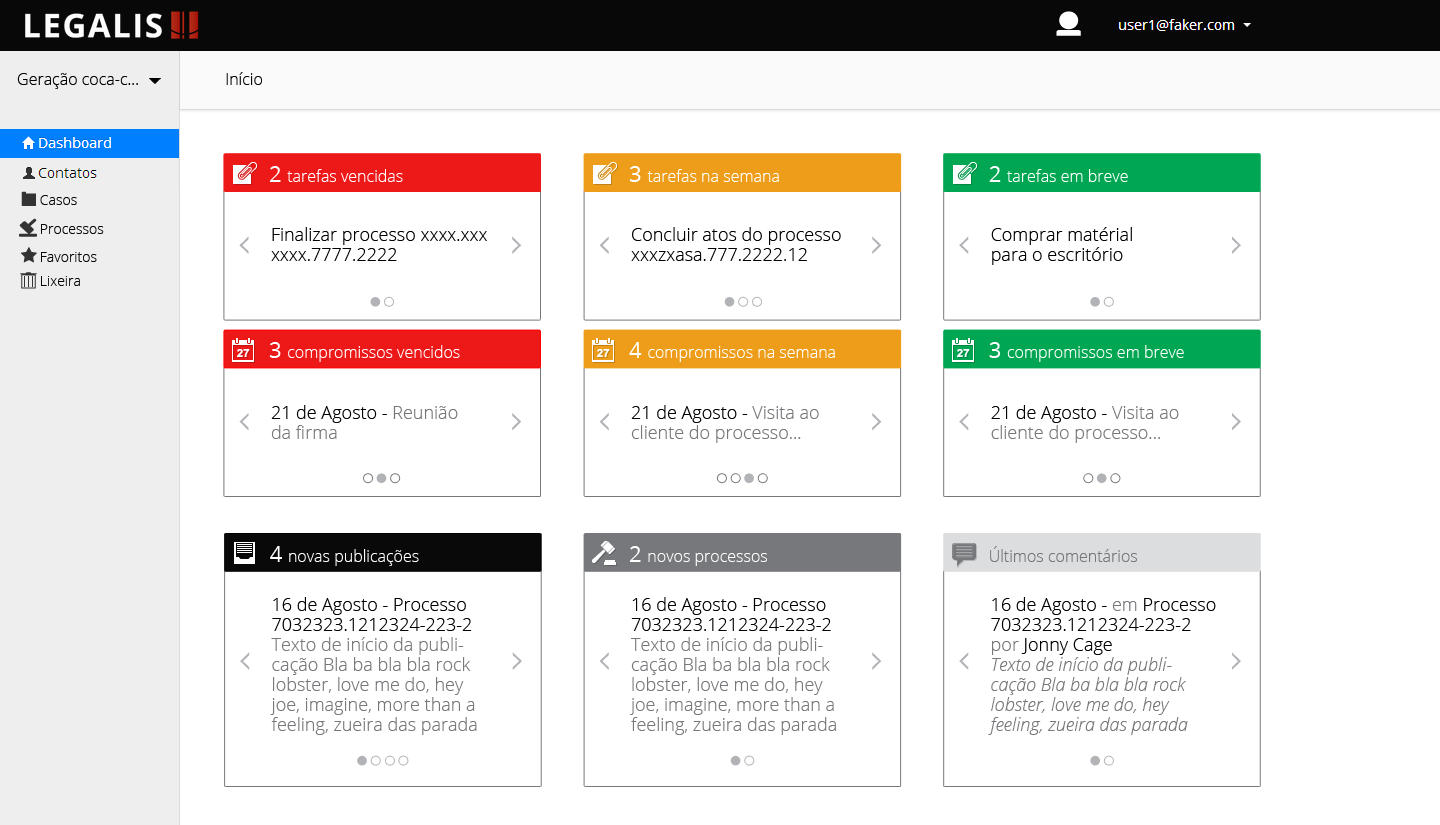 LEGALIS
user1@faker.com
Geração coca-c...
Início
Dashboard
Contatos
Casos
Processos
Favoritos
Lixeira
2 tarefas vencidas
Finalizar processo xxxx.xxx
xxxx.7777.2222
3 tarefas na semana
Concluir atos do processo
xxxzxasa.777.2222.12
2 tarefas em breve
Comprar matérial
para o escritório
27 3 compromissos vencidos
21 de Agosto - Reunião
da firma
27 4 compromissos na semana
21 de Agosto - Visita ao
cliente do processo...
27 3 compromissos em breve
21 de Agosto - Visita ao
cliente do processo...
4 novas publicações
16 de Agosto - Processo
7032323.1212324-223-2
Texto de início da publi-
cação Bla ba bla bla rock
lobster, love me do, hey
joe, imagine, more than a
feeling, zueira das parada
2 novos processos
16 de Agosto - Processo
7032323.1212324-223-2
Texto de início da publi-
cação Bla ba bla bla rock
lobster, love me do, hey
joe, imagine, more than a
feeling, zueira das parada
Últimos comentários
16 de Agosto - em Processo
7032323.1212324-223-2
por Jonny Cage
Texto de início da publi-
cação Bla ba bla bla rock
lobster, love me do, hey
feeling, zueira das parada